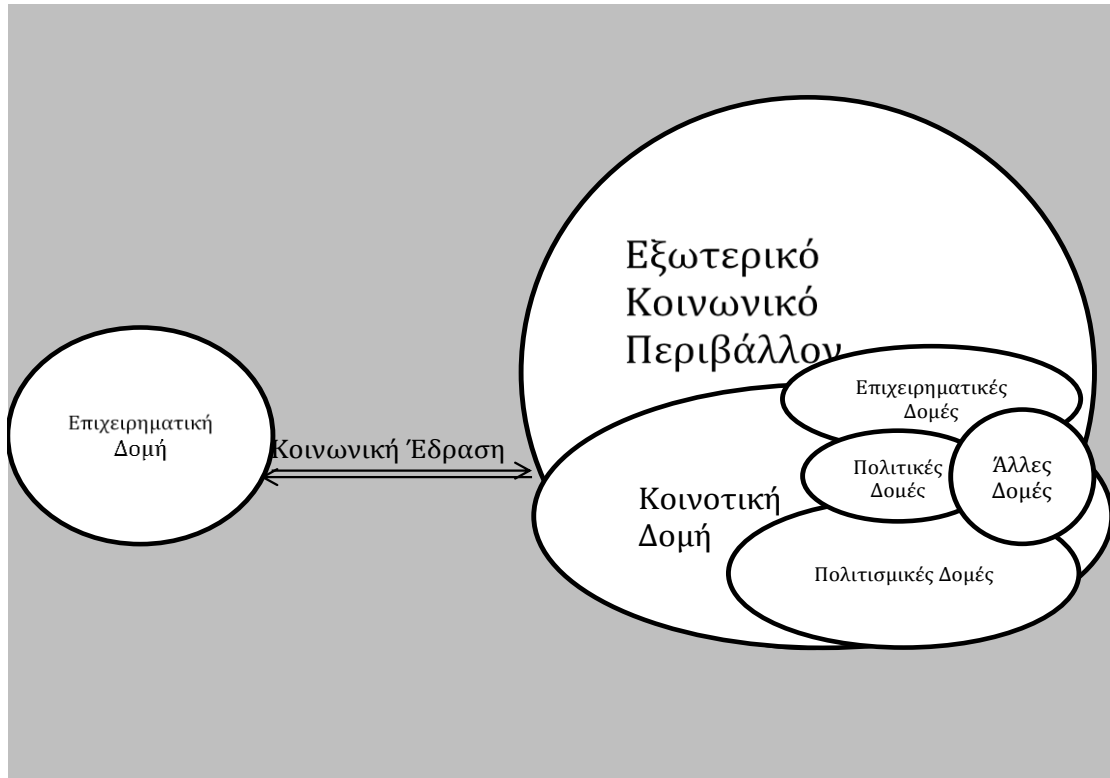 Επιχειρηματική
Δομή
Κοινωνική Έδραση
Εξωτερικό
Κοινωνικό
Περιβάλλον
Κοινοτική
Δομή
Επιχειρηματικές
Δομές
Πολιτικές
Δομές
Άλλες
Δομές
Πολιτισμικές Δομές